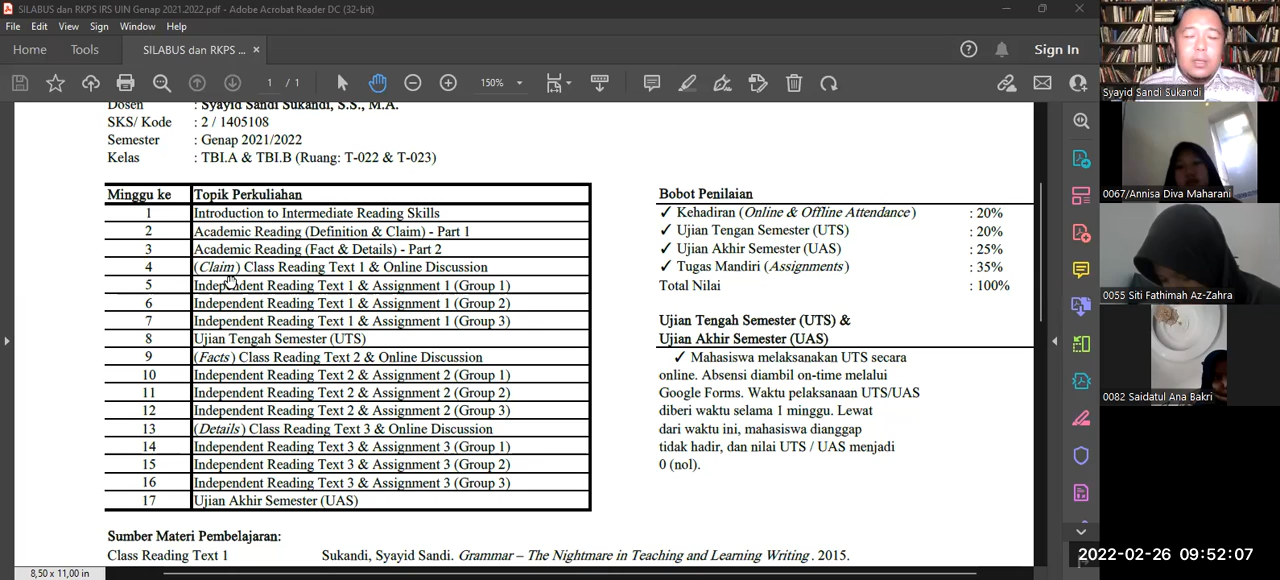 SILABUS dan RKPS IRS UIN Genap 2021.2022.pdf - Adobe Acrobat Reader DC (32-bit)
File Edit View Sign Window Help
Home Tools SILABUS dan RKPS ... × Sign In
1 / 1 150%
Dosen : Syayid Sandi Sukandi, S.S., M.A.
SKS/ Kode : 2 / 1405108
Semester : Genap 2021/2022
Kelas : TBI.A & TBI.B (Ruang: T-022 & T-023)
Minggu ke Topik Perkuliahan
1 Introduction to Intermediate Reading Skills
2 Academic Reading (Definition & Claim) - Part 1
3 Academic Reading (Fact & Details) - Part 2
4 (Claim) Class Reading Text 1 & Online Discussion
5 Independent Reading Text 1 & Assignment 1 (Group 1)
6 Independent Reading Text 1 & Assignment 1 (Group 2)
7 Independent Reading Text 1 & Assignment 1 (Group 3)
8 Ujian Tengah Semester (UTS)
9 (Facts) Class Reading Text 2 & Online Discussion
10 Independent Reading Text 2 & Assignment 2 (Group 1)
11 Independent Reading Text 2 & Assignment 2 (Group 2)
12 Independent Reading Text 2 & Assignment 2 (Group 3)
13 (Details) Class Reading Text 3 & Online Discussion
14 Independent Reading Text 3 & Assignment 3 (Group 1)
15 Independent Reading Text 3 & Assignment 3 (Group 2)
16 Independent Reading Text 3 & Assignment 3 (Group 3)
17 Ujian Akhir Semester (UAS)
Bobot Penilaian
✓ Kehadiran (Online & Offline Attendance) : 20%
✓ Ujian Tengan Semester (UTS) : 20%
✓ Ujian Akhir Semester (UAS) : 25%
✓ Tugas Mandiri (Assignments) : 35%
Total Nilai : 100%
Ujian Tengah Semester (UTS) &
Ujian Akhir Semester (UAS)
✓ Mahasiswa melaksanakan UTS secara
online. Absensi diambil on-time melalui
Google Forms. Waktu pelaksanaan UTS/UAS
diberi waktu selama 1 minggu. Lewat
dari waktu ini, mahasiswa dianggap
tidak hadir, dan nilai UTS / UAS menjadi
0 (nol).
Sumber Materi Pembelajaran:
Class Reading Text 1 Sukandi, Syayid Sandi. Grammar – The Nightmare in Teaching and Learning Writing. 2015.
8,50 x 11,00 in
Syayid Sandi Sukandi
0067/Annisa Diva Maharani
0055 Siti Fathimah Az-Zahra
0082 Saidatul Ana Bakri
2022-02-26 09:52:07